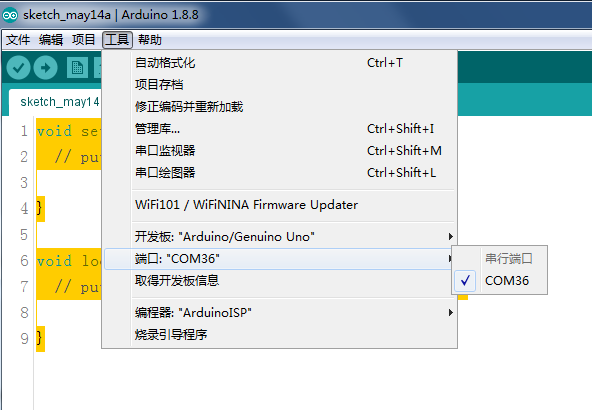 sketch_may14a | Arduino 1.8.8
文件 编辑 项目 工具 帮助
sketch_may14
自动格式化 Ctrl+T
项目存档
修正编码并重新加载
管理库... Ctrl+Shift+I
串口监视器 Ctrl+Shift+M
串口绘图器 Ctrl+Shift+L
WiFi101 / WiFiNINA Firmware Updater
开发板: "Arduino/Genuino Uno"
端口: "COM36"
取得开发板信息
编程器: "ArduinoISP"
烧录引导程序
串行端口
COM36
1 void se
2 // pu
3
4 }
5
6 void lo
7 // pu
8
9 }